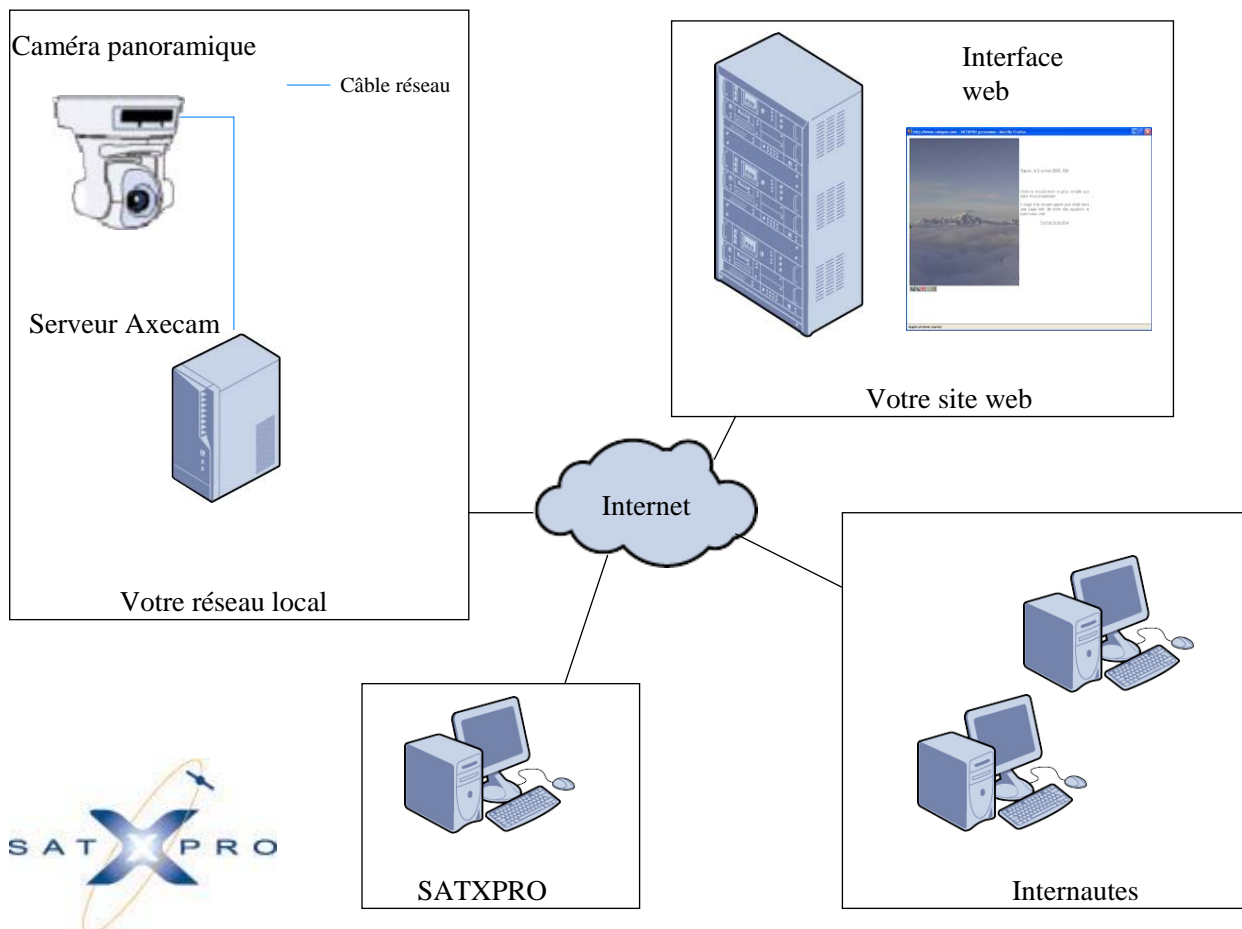 Caméra panoramique
Câble réseau
Serveur Axecam
Votre réseau local
Interface
web
Votre site web
Internet
SATXPRO
Internautes
SAT X PRO